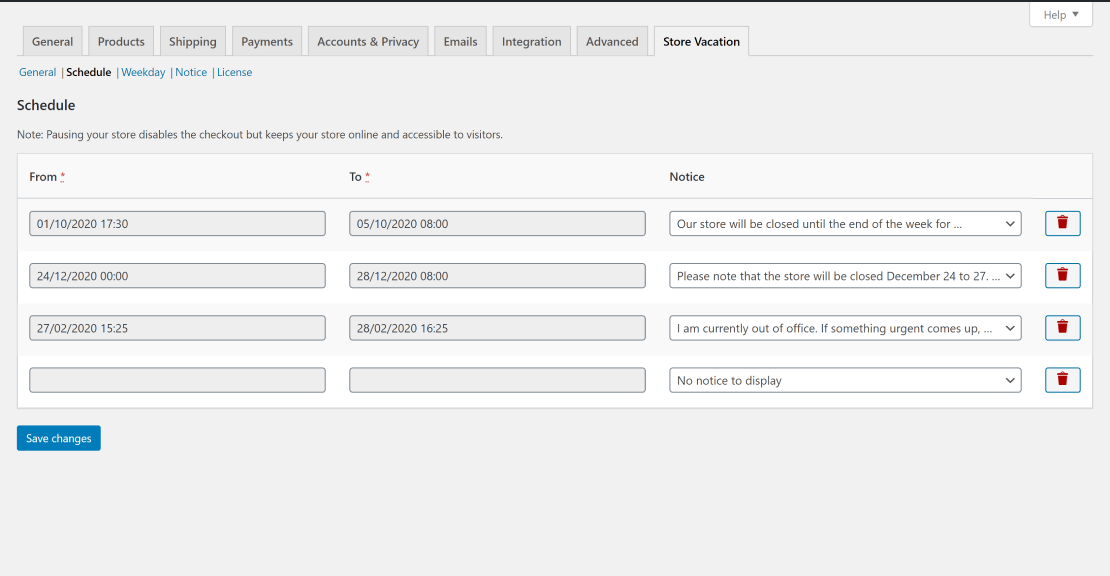 Help ▼
General Products Shipping Payments Accounts & Privacy Emails Integration Advanced Store Vacation
General | Schedule | Weekday | Notice | License
Schedule
Note: Pausing your store disables the checkout but keeps your store online and accessible to visitors.
From * To * Notice
01/10/2020 17:30 05/10/2020 08:00 Our store will be closed until the end of the week for ...
24/12/2020 00:00 28/12/2020 08:00 Please note that the store will be closed December 24 to 27. ...
27/02/2020 15:25 28/02/2020 16:25 I am currently out of office. If something urgent comes up, ...
No notice to display
Save changes